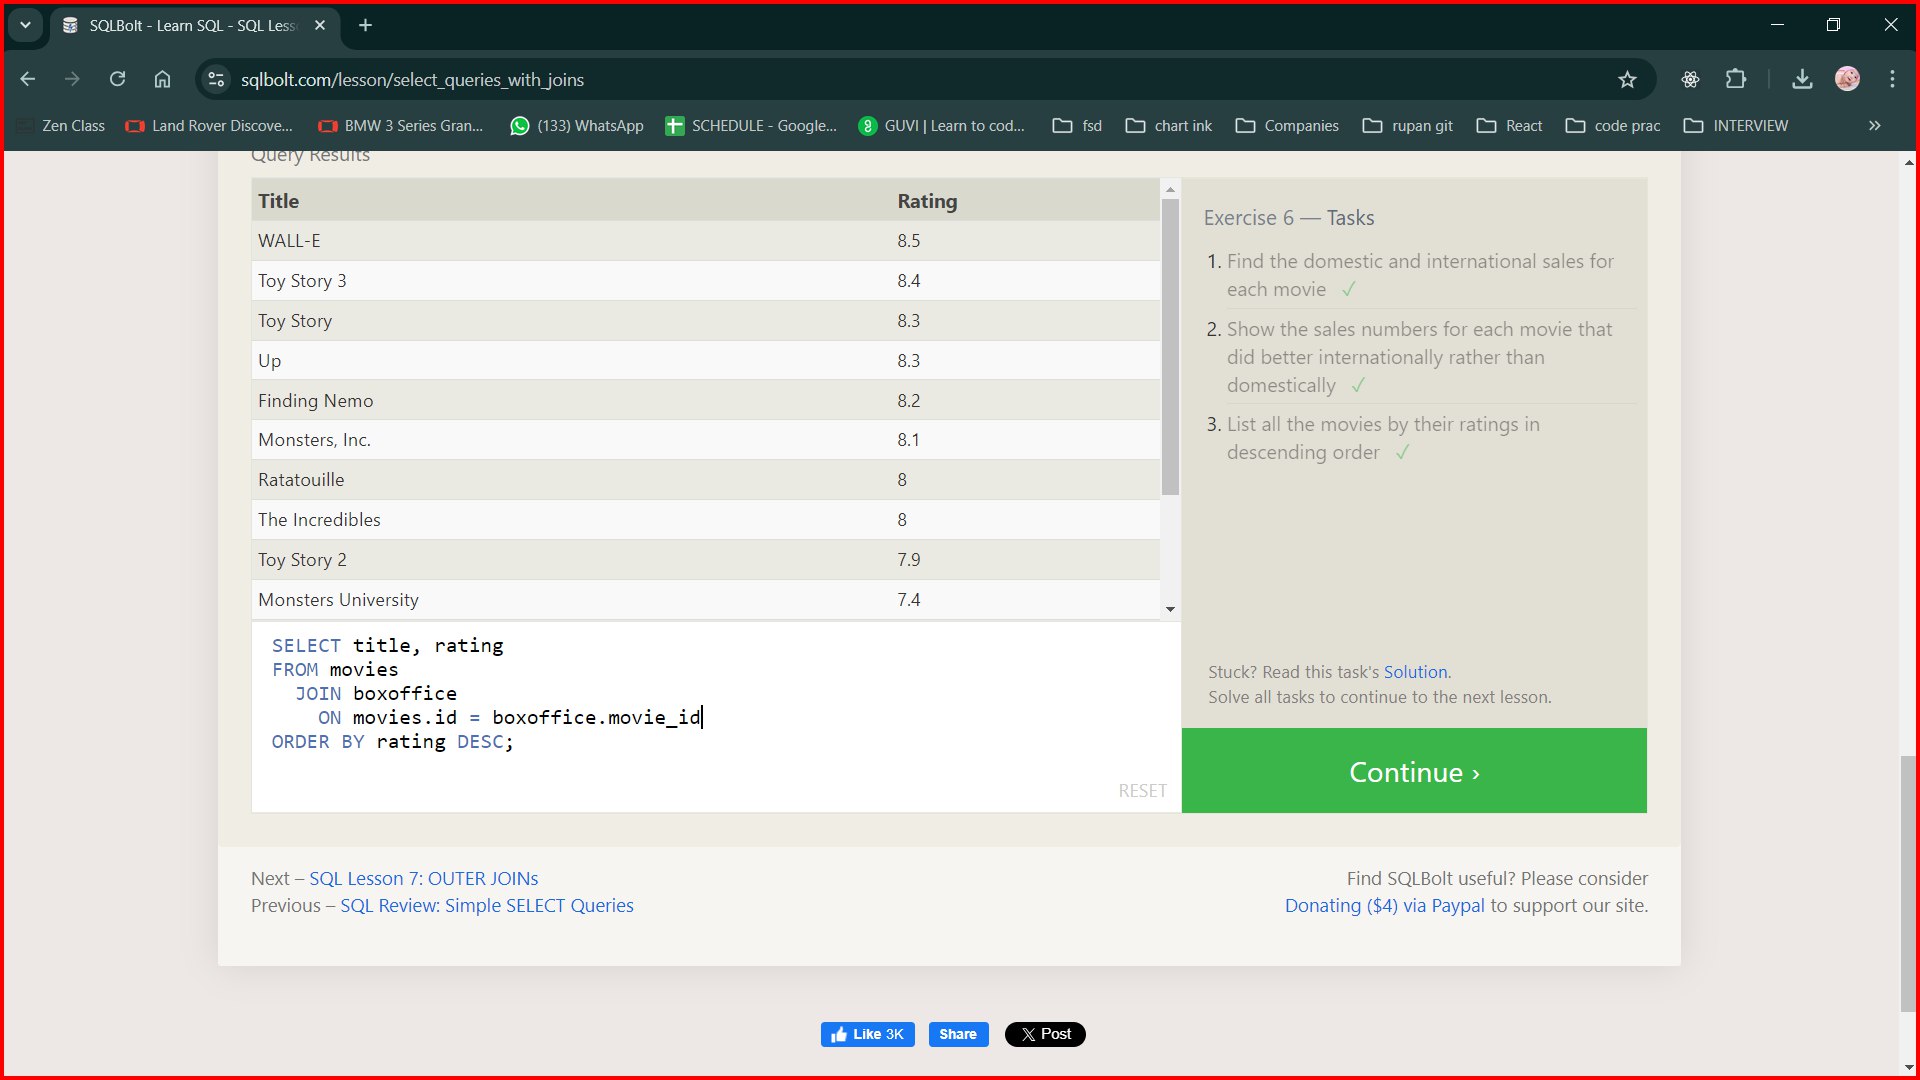 SQLBolt - Learn SQL - SQL Less
sqlbolt.com/lesson/select_queries_with_joins
Zen Class
Land Rover Discove...
BMW 3 Series Gran...
(133) WhatsApp
SCHEDULE - Google...
GUVI | Learn to cod...
fsd
chart ink
Companies
rupan git
React
code prac
INTERVIEW
»
Query Results
Title Rating
WALL-E 8.5
Toy Story 3 8.4
Toy Story 8.3
Up 8.3
Finding Nemo 8.2
Monsters, Inc. 8.1
Ratatouille 8
The Incredibles 8
Toy Story 2 7.9
Monsters University 7.4
SELECT title, rating
FROM movies
JOIN boxoffice
ON movies.id = boxoffice.movie_id
ORDER BY rating DESC;
RESET
Exercise 6 — Tasks
1. Find the domestic and international sales for
each movie ✓
2. Show the sales numbers for each movie that
did better internationally rather than
domestically ✓
3. List all the movies by their ratings in
descending order ✓
Stuck? Read this task's Solution.
Solve all tasks to continue to the next lesson.
Continue ›
Next – SQL Lesson 7: OUTER JOINs
Previous – SQL Review: Simple SELECT Queries
Find SQLBolt useful? Please consider
Donating ($4) via Paypal to support our site.
Like 3K
Share
X Post